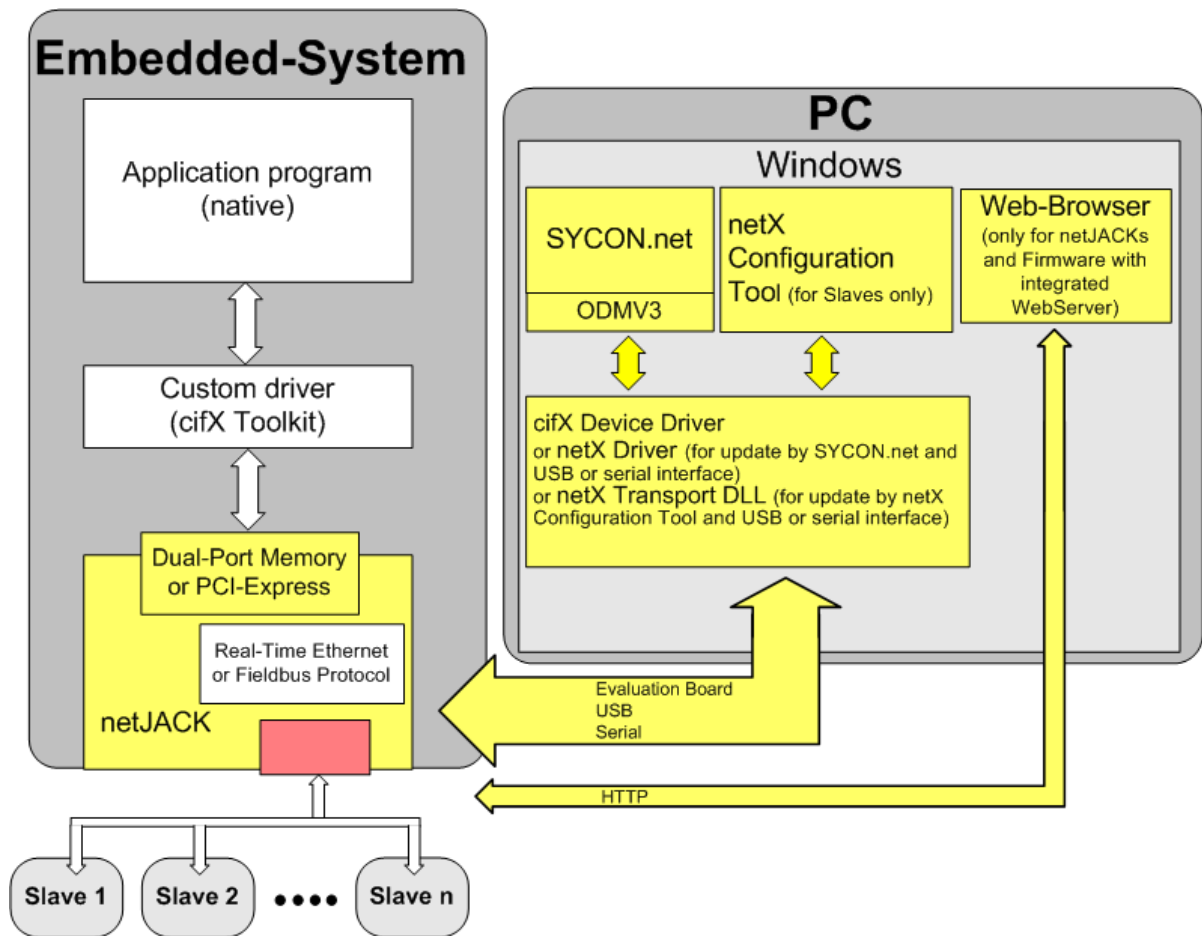 Embedded-System
Application program
(native)
Custom driver
(cifX Toolkit)
Dual-Port Memory
or PCI-Express
Real-Time Ethernet
or Fieldbus Protocol
netJACK
Slave 1
Slave 2
Slave n
PC
Windows
SYCON.net
ODMV3
netX
Configuration
Tool (for Slaves only)
Web-Browser
(only for netJACKs
and Firmware with
integrated
WebServer)
cifX Device Driver
or netX Driver (for update by SYCON.net and
USB or serial interface)
or netX Transport DLL (for update by netX
Configuration Tool and USB or serial interface)
Evaluation Board
USB
Serial
HTTP